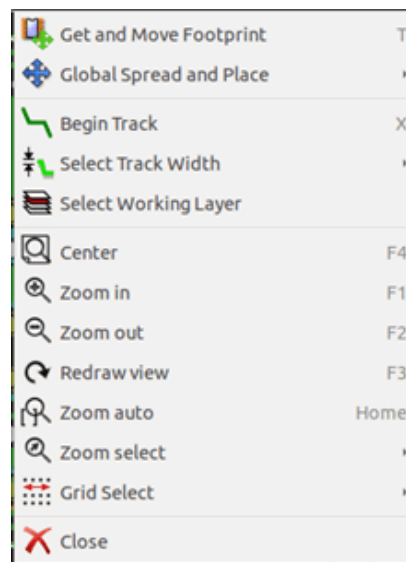 Get and Move Footprint T
Global Spread and Place
Begin Track X
Select Track Width
Select Working Layer
Center F4
Zoom in F1
Zoom out F2
Redraw view F3
Zoom auto Home
Zoom select
Grid Select
Close